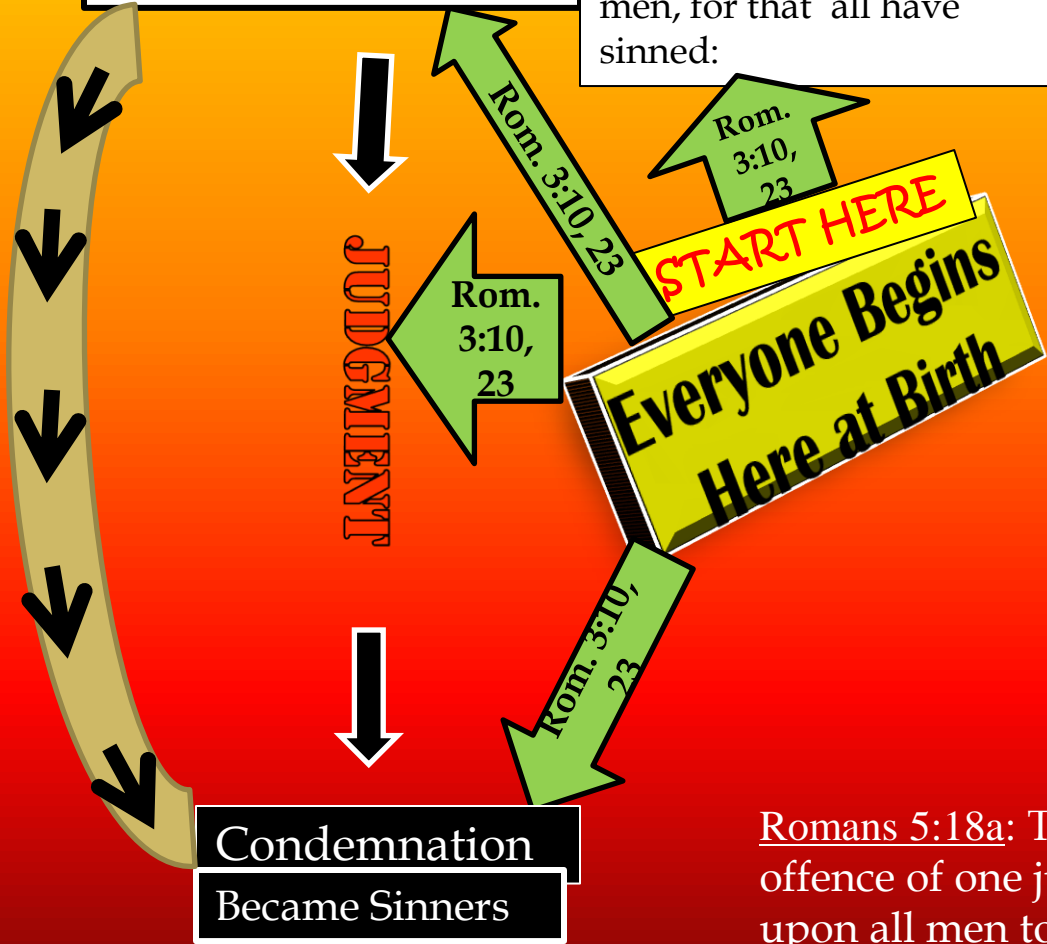 men, for that all have
sinned:
Rom. 3:10, 23
Rom.
3:10,
23
START HERE
JUDGMENT
Rom.
3:10,
23
Everyone Begins
Here at Birth
Rom. 3:10,
23
Condemnation
Became Sinners
Romans 5:18a:
offence of one
upon all men to